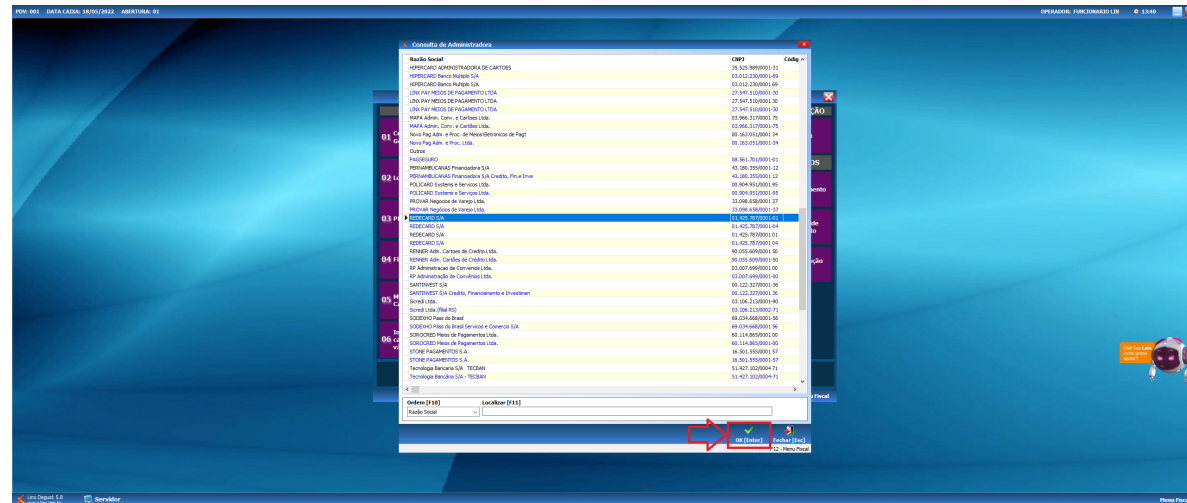 PDV: 001 DATA CAIXA: 18/05/2022 ABERTURA: 01
OPERADOR: FUNCIONARIO LIN 13:40
Consulta de Administradora
Razão Social CNPJ Códig
HIPERCARD ADMINISTRADORA DE CARTOES 35.525.989/0001-31
HIPERCARD Banco Multiplo S/A 03.012.230/0001-69
HIPERCARD Banco Multiplo S/A 03.012.230/0001 69
LINX PAY MEIOS DE PAGAMENTO LTDA 27.547.510/0001-30
LINX PAY MEIOS DE PAGAMENTO LTDA 27.547.510/0001 30
LINX PAY MEIOS DE PAGAMENTO LTDA 27.547.510/0001-30
MAPA Admin. Conv. e Cartoes Ltda. 03.966.317/0001 75
MAPA Admin. Conv. e Cartões Ltda. 03.966.317/0001-75
Novo Pag Adm. e Proc. de Meios Eletronicos de Pagt 00.163.051/0001 34
Novo Pag Adm. e Proc. Ltda. 00.163.051/0001-34
Outros
PAGSEGURO 08.561.701/0001-01
PERNAMBUCANAS Financiadora S/A 43.180.355/0001-12
PERNAMBUCANAS Financiadora S/A Credito, Fin.e Inve 43.180.355/0001 12
POLICARD Systems e Servicos Ltda. 00.904.951/0001 95
POLICARD Systems e Serviços Ltda. 00.904.951/0001-95
PROVAR Negocios de Varejo Ltda. 33.098.658/0001 37
PROVAR Negócios de Varejo Ltda. 33.098.658/0001-37
REDECARD S/A 01.425.787/0001-01
REDECARD S/A 01.425.787/0001-04
REDECARD S/A 01.425.787/0001 01
REDECARD S/A 01.425.787/0001 04
RENNER Adm. Cartoes de Credito Ltda. 90.055.609/0001 50
RENNER Adm. Cartões de Crédito Ltda. 90.055.609/0001-50
RP Administracao de Convenios Ltda. 03.007.699/0001 00
RP Administração de Convênios Ltda. 03.007.699/0001-00
SANTINVEST S/A 00.122.327/0001-36
SANTINVEST S/A Credito, Financiamento e Investimen 00.122.327/0001 36
Sicredi Ltda. 03.106.213/0001-90
Sicredi Ltda.(filial RS) 03.106.213/0002-71
SODEXHO Pass do Brasil 69.034.668/0001-56
SODEXHO Pass do Brasil Servicos e Comercio S/A 69.034.668/0001 56
SOROCRED Meios de Pagamentos Ltda. 60.114.865/0001 00
SOROCRED Meios de Pagamentos Ltda. 60.114.865/0001-00
STONE PAGAMENTOS S.A. 16.501.555/0001 57
STONE PAGAMENTOS S.A. 16.501.555/0001-57
Tecnologia Bancaria S/A TECBAN 51.427.102/0004 71
Tecnologia Bancária S/A - TECBAN 51.427.102/0004-71
Ordem [F10] Localizar [F11]
Razão Social
OK [Enter] Fechar [Esc]
F12 - Menu Fiscal
ÇÃO
01
02
03
04
05
06
Linx Degust 5.8
Servidor
Menu Fisc